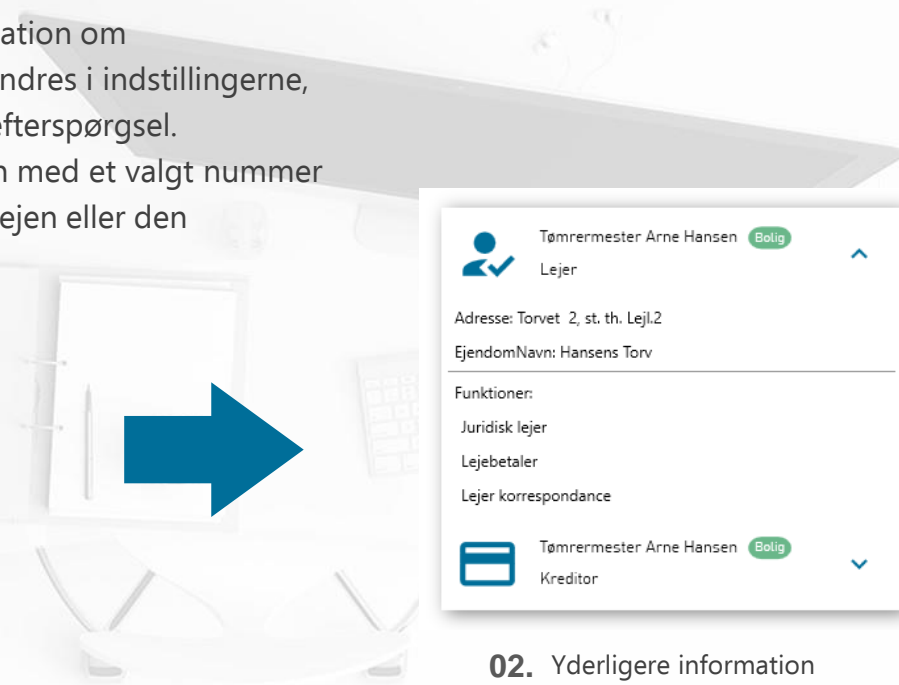 ation om
ndres i indstillingerne,
efterspørgsel.
n med et valgt nummer
ejen eller den
Tømrermester Arne Hansen Bolig
Lejer
Adresse: Torvet 2, st. th. Lejl.2
EjendomNavn: Hansens Torv
Funktioner:
Juridisk lejer
Lejebetaler
Lejer korrespondance
Tømrermester Arne Hansen Bolig
Kreditor
02. Yderligere information